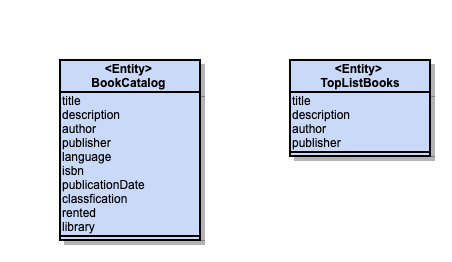 <Entity>
BookCatalog
title
description
author
publisher
language
isbn
publicationDate
classfication
rented
library
<Entity>
TopListBooks
title
description
author
publisher